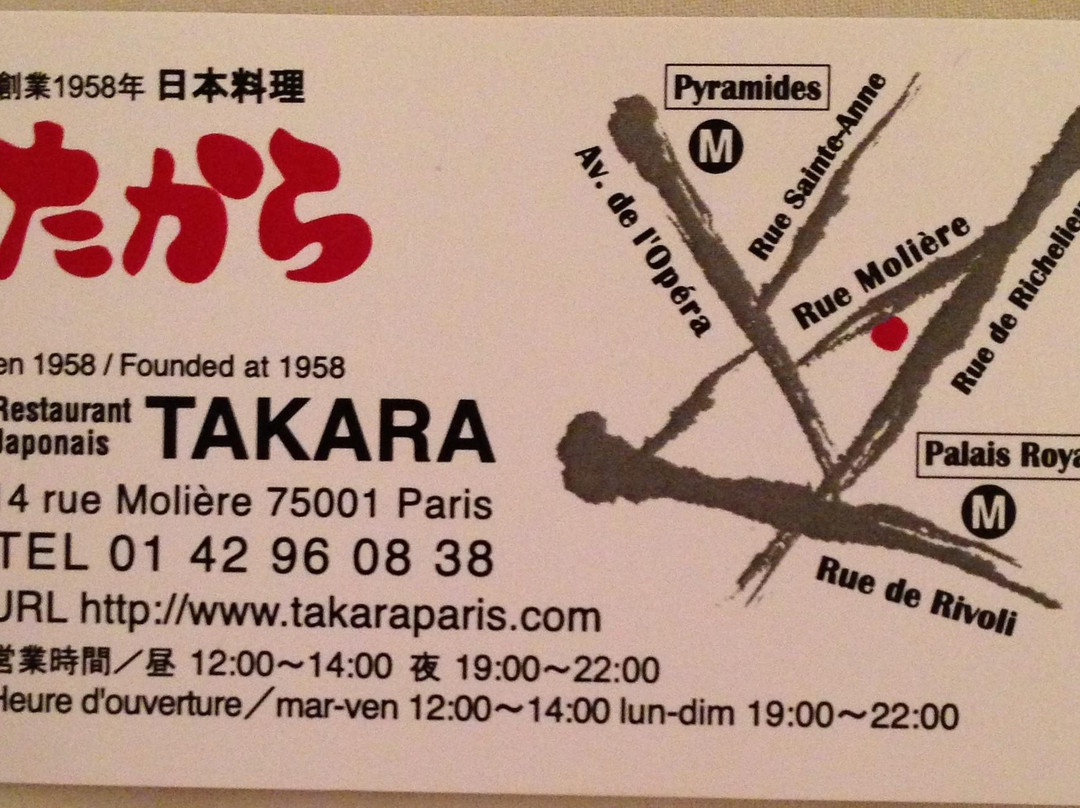 創業1958年 日本料理
たから
en 1958 / Founded at 1958
Restaurant
Japonais
TAKARA
14 rue Molière 75001 Paris
TEL 01 42 96 08 38
URL http://www.takaraparis.com
営業時間／昼 12:00〜14:00 夜 19:00〜22:00
Heure d'ouverture／mar-ven 12:00〜14:00 lun-dim 19:00〜22:00
Pyramides
M
Av. de l'Opéra
Rue Sainte-Anne
Rue Molière
Rue de Richelieu
Palais Roya
M
Rue de Rivoli